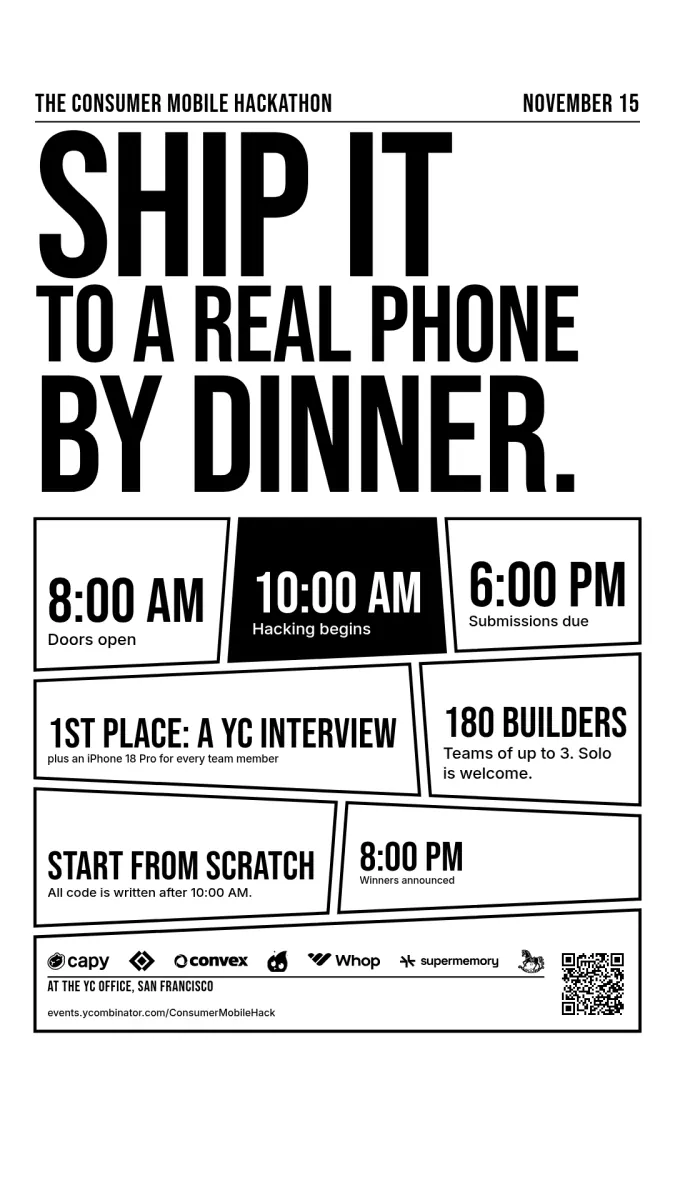 THE CONSUMER MOBILE HACKATHON
NOVEMBER 15
SHIP IT
TO A REAL PHONE
BY DINNER.
8:00 AM
Doors open
10:00 AM
Hacking begins
6:00 PM
Submissions due
1ST PLACE: A YC INTERVIEW
plus an iPhone 18 Pro for every team member
180 BUILDERS
Teams of up to 3. Solo
is welcome.
START FROM SCRATCH
All code is written after 10:00 AM.
8:00 PM
Winners announced
capy
convex
Whop
supermemory
AT THE YC OFFICE, SAN FRANCISCO
events.ycombinator.com/ConsumerMobileHack